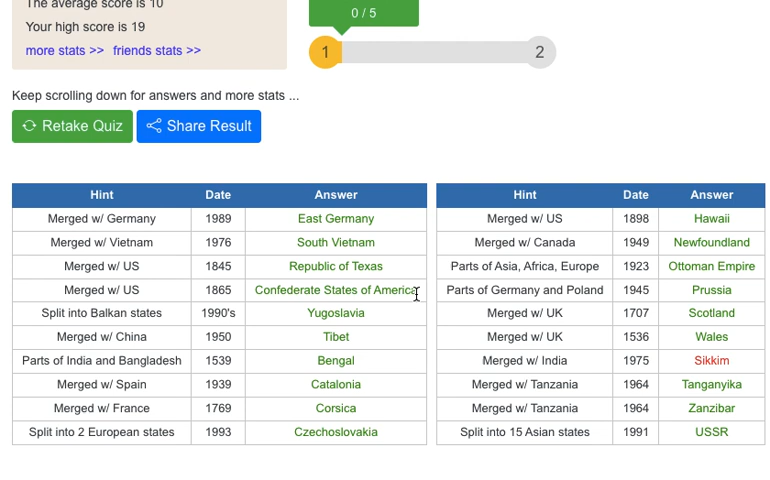 The average score is 10
Your high score is 19
more stats >> friends stats >>
0 / 5
1 2
Keep scrolling down for answers and more stats ...
Retake Quiz Share Result
Hint Date Answer
Merged w/ Germany 1989 East Germany
Merged w/ Vietnam 1976 South Vietnam
Merged w/ US 1845 Republic of Texas
Merged w/ US 1865 Confederate States of America
Split into Balkan states 1990's Yugoslavia
Merged w/ China 1950 Tibet
Parts of India and Bangladesh 1539 Bengal
Merged w/ Spain 1939 Catalonia
Merged w/ France 1769 Corsica
Split into 2 European states 1993 Czechoslovakia
Hint Date Answer
Merged w/ US 1898 Hawaii
Merged w/ Canada 1949 Newfoundland
Parts of Asia, Africa, Europe 1923 Ottoman Empire
Parts of Germany and Poland 1945 Prussia
Merged w/ UK 1707 Scotland
Merged w/ UK 1536 Wales
Merged w/ India 1975 Sikkim
Merged w/ Tanzania 1964 Tanganyika
Merged w/ Tanzania 1964 Zanzibar
Split into 15 Asian states 1991 USSR